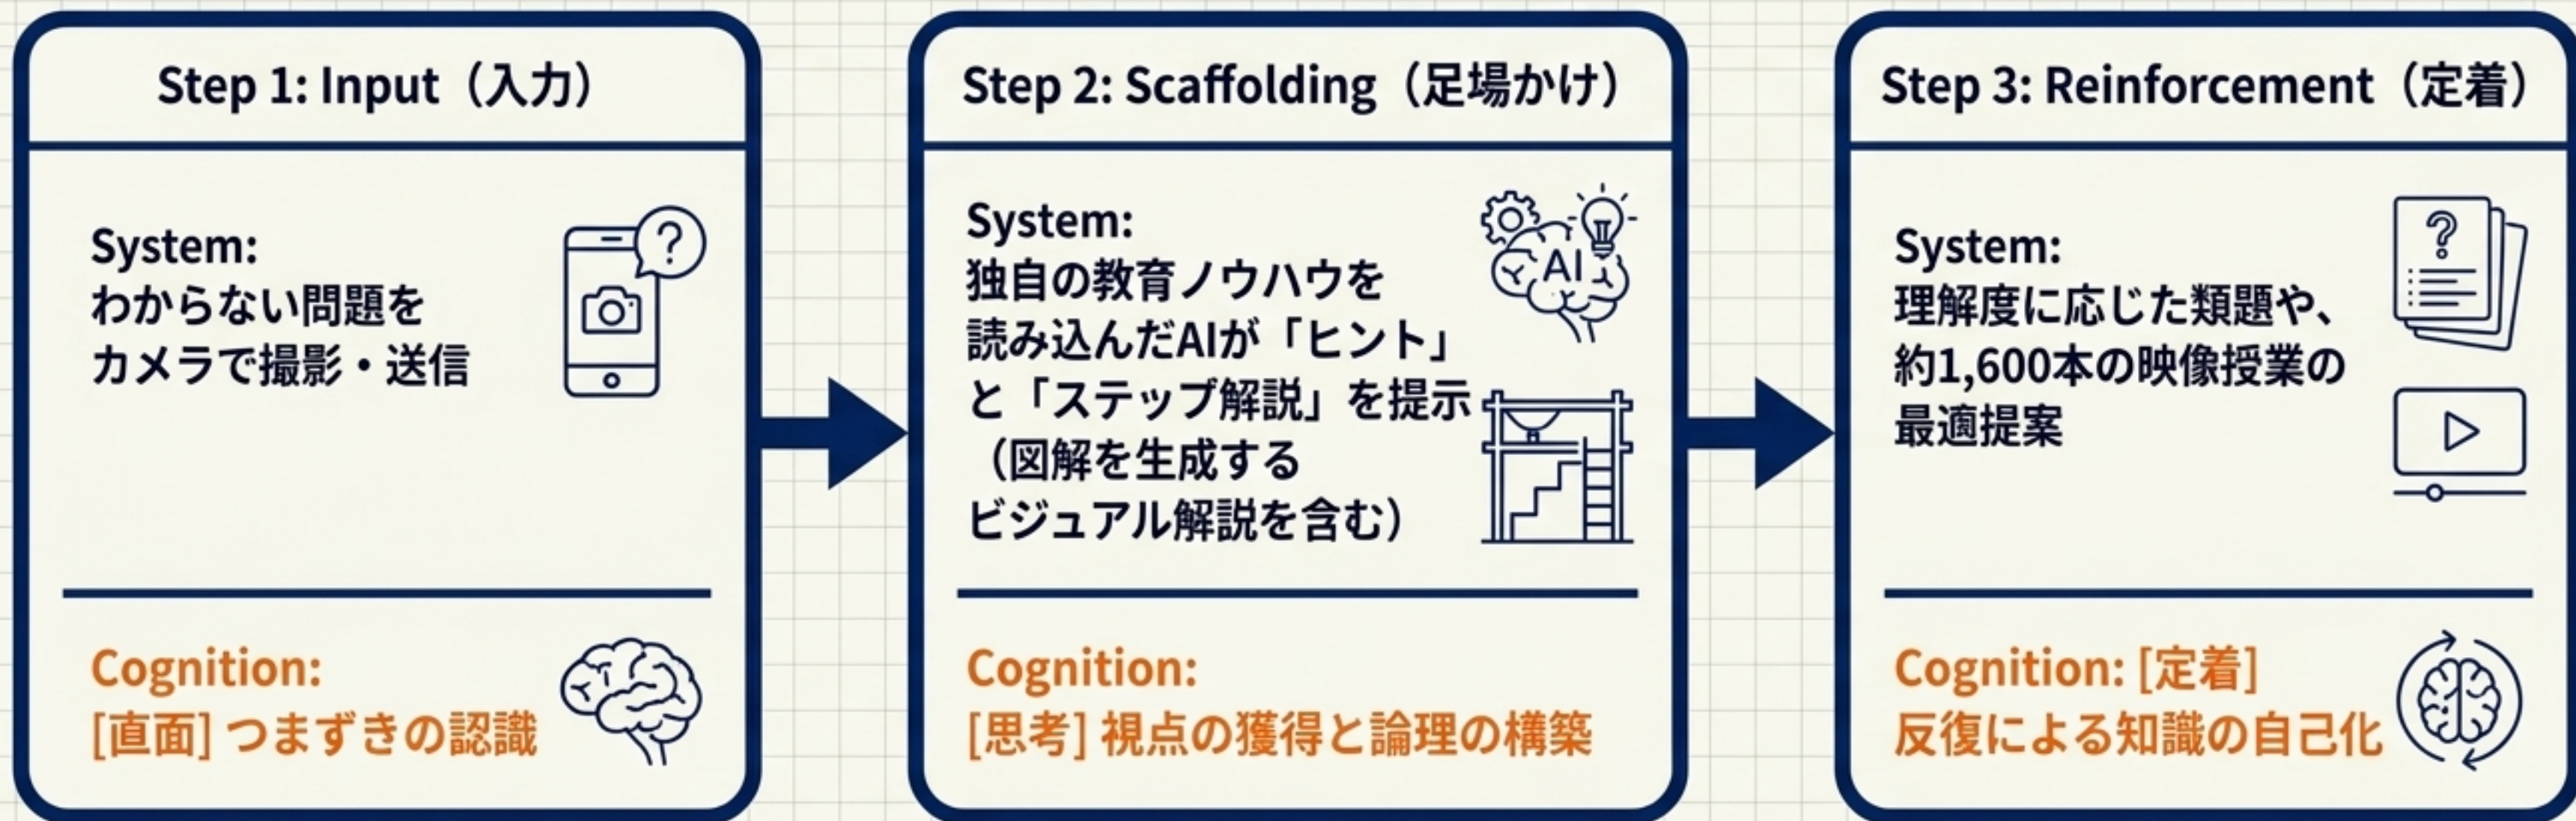 Step 1: Input（入力）
System:
わからない問題を
カメラで撮影・送信
?
Cognition:
[直面] つまずきの認識
Step 2: Scaffolding（足場かけ）
System:
独自の教育ノウハウを
読み込んだAIが「ヒント」
と「ステップ解説」を提示
（図解を生成する
ビジュアル解説を含む）
AI
Cognition:
[思考] 視点の獲得と論理の構築
Step 3: Reinforcement（定着）
System:
理解度に応じた類題や、
約1,600本の映像授業の
最適提案
?
Cognition: [定着]
反復による知識の自己化